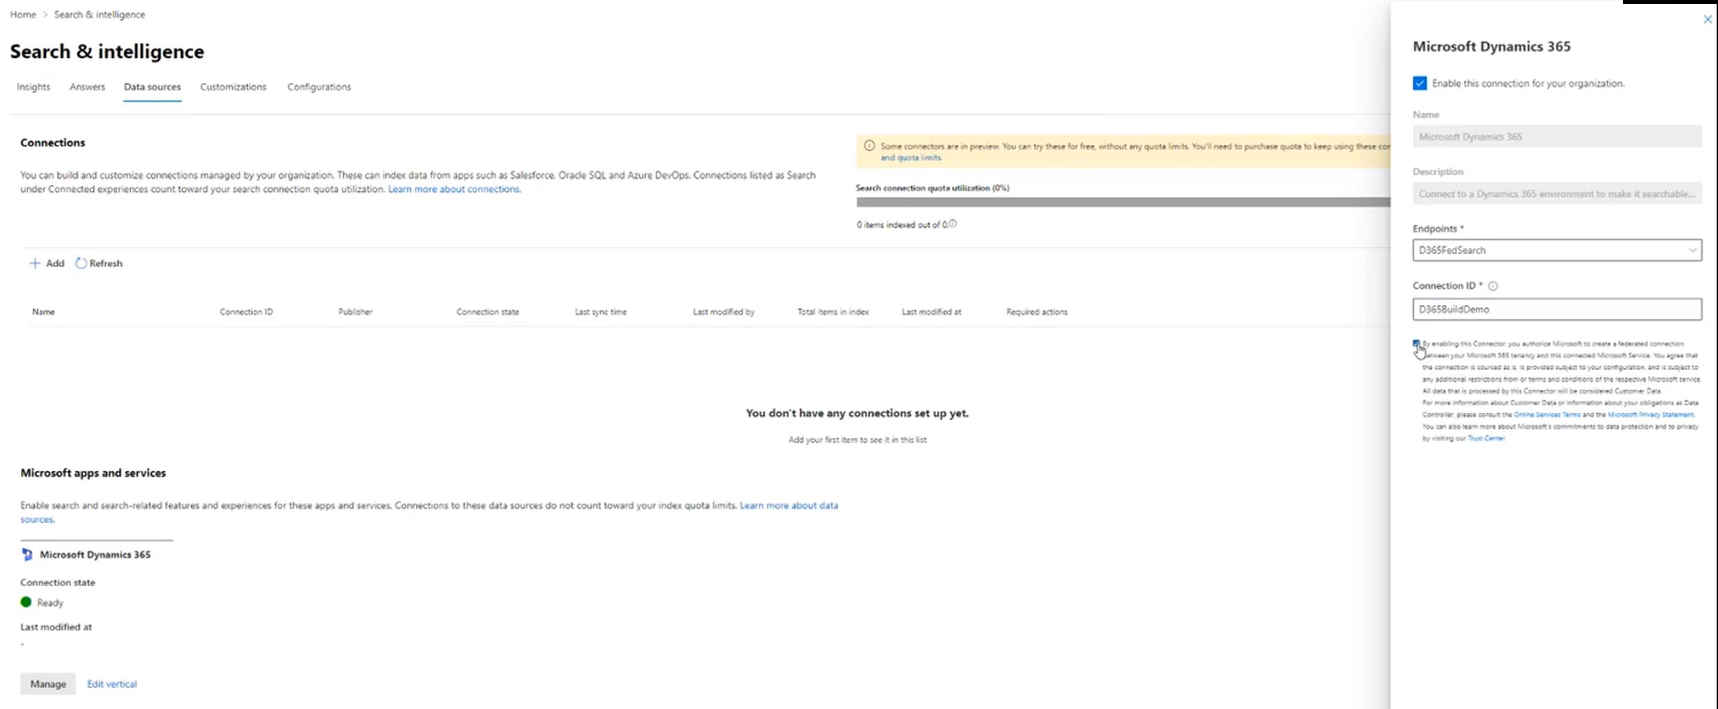 Home > Search & intelligence
Search & intelligence
Insights Answers Data sources Customizations Configurations
Connections
You can build and customize connections managed by your organization. These can index data from apps such as Salesforce, Oracle SQL and Azure DevOps. Connections listed as Search
under Connected experiences count toward your search connection quota utilization. Learn more about connections.
Some connectors are in preview. You can try these for free, without any quota limits. You'll need to purchase quota to keep using these cor
and quota limits.
Search connection quota utilization (0%)
0 items indexed out of 0
+ Add Refresh
Name Connection ID Publisher Connection state Last sync time Last modified by Total items in index Last modified at Required actions
You don't have any connections set up yet.
Add your first item to see it in this list
Microsoft apps and services
Enable search and search-related features and experiences for these apps and services. Connections to these data sources do not count toward your index quota limits. Learn more about data
sources.
Microsoft Dynamics 365
Connection state
Ready
Last modified at
-
Manage Edit vertical
Microsoft Dynamics 365
Enable this connection for your organization.
Name
Microsoft Dynamics 365
Description
Connect to a Dynamics 365 environment to make it searchable...
Endpoints *
D365FedSearch
Connection ID *
D365BuildDemo
By enabling this Connector, you authorize Microsoft to create a federated connection
between your Microsoft 365 tenancy and this connected Microsoft Service. You agree that
the connection is sourced as is, is provided subject to your configuration, and is subject to
any additional restrictions from or terms and conditions of the respective Microsoft service.
All data that is processed by this Connector will be considered Customer Data.
For more information about Customer Data or information about your obligations as Data
Controller, please consult the Online Services Terms and the Microsoft Privacy Statement.
You can also learn more about Microsoft's commitments to data protection and to privacy
by visiting our Trust Center.